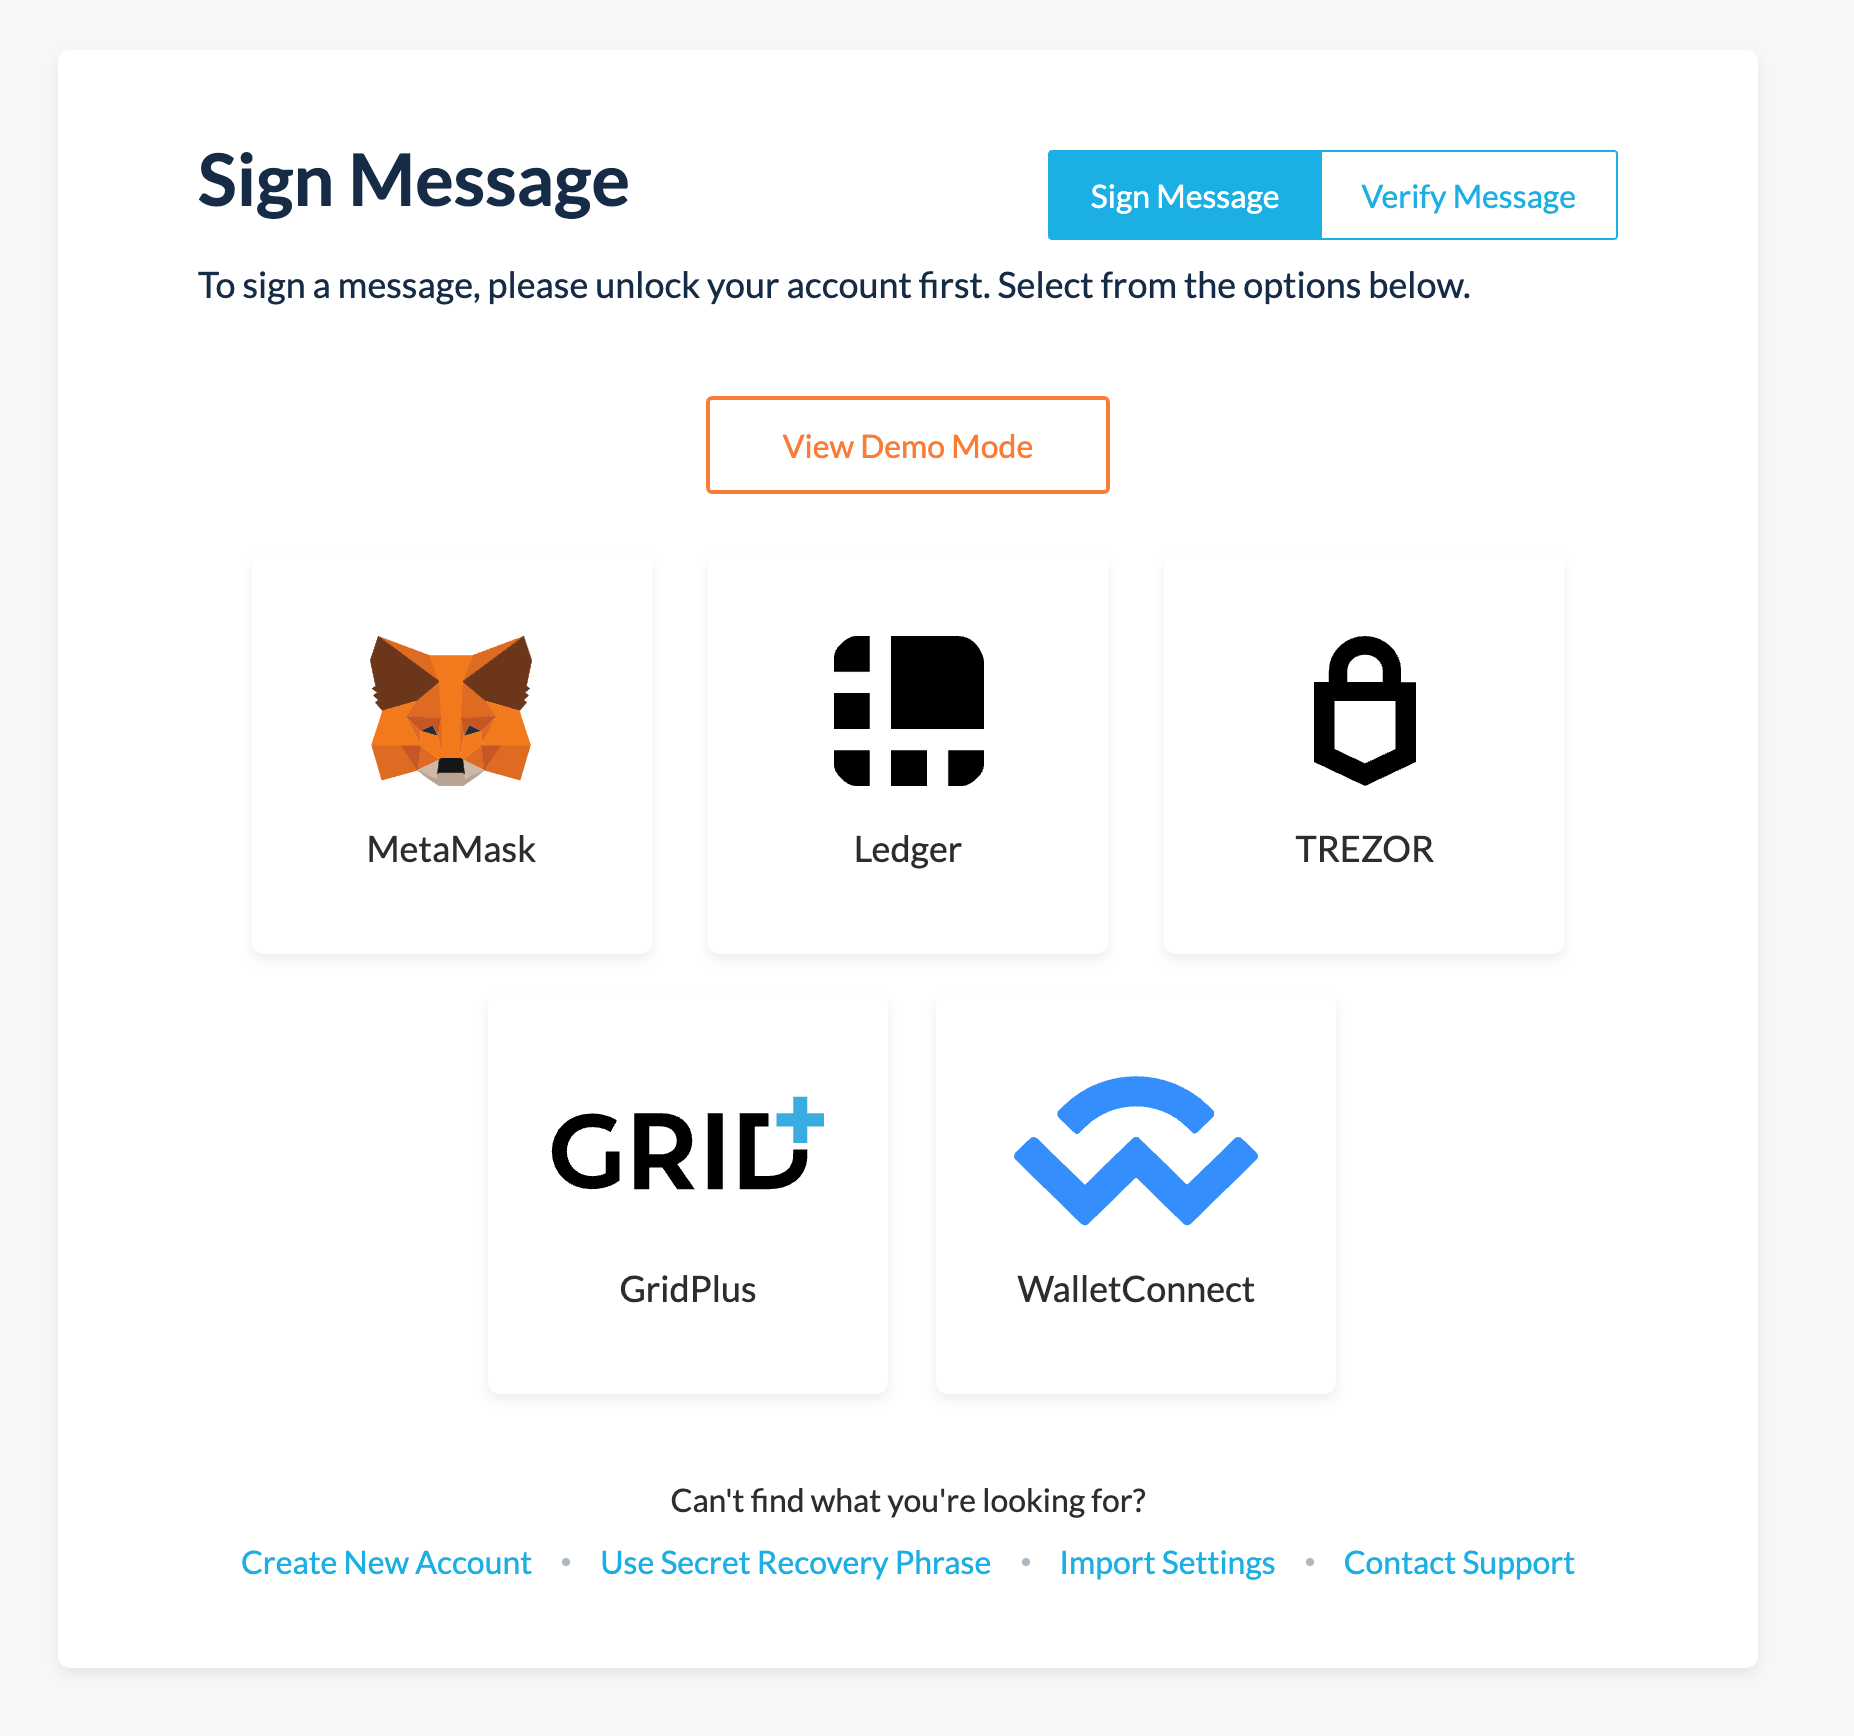 Sign Message
Sign Message
Verify Message
To sign a message, please unlock your account first. Select from the options below.
View Demo Mode
MetaMask
Ledger
TREZOR
GRID+
GridPlus
WalletConnect
Can't find what you're looking for?
Create New Account • Use Secret Recovery Phrase • Import Settings • Contact Support